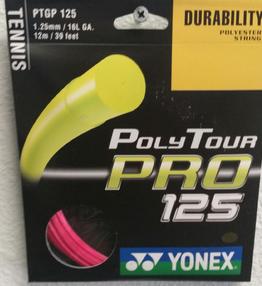 TENNIS
PTGP 125
1.25mm / 16L GA.
12m / 39 feet
DURABILITY
POLYESTER
STRING
POLYTOUR
PRO
125
YONEX